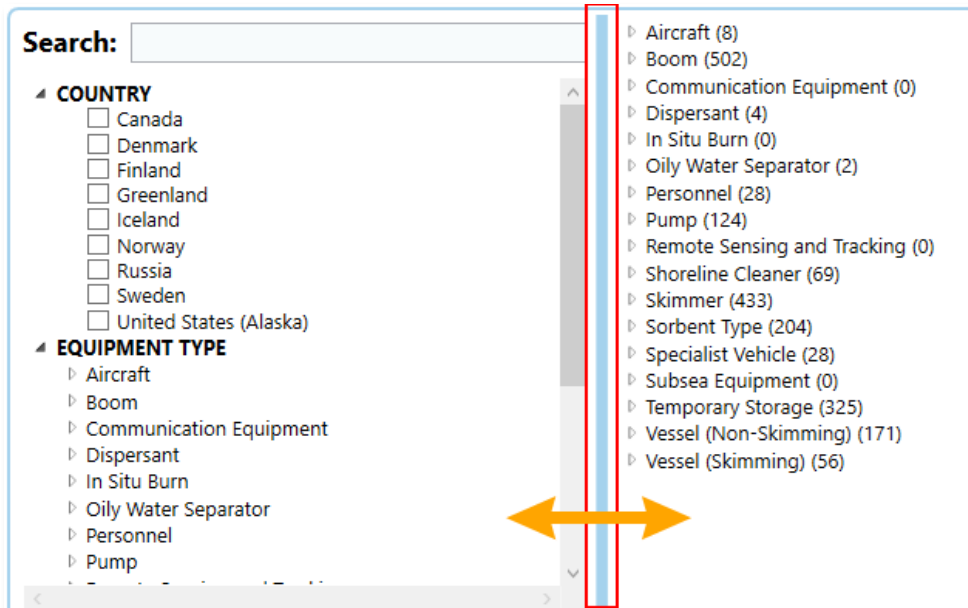 Search:
COUNTRY
Canada
Denmark
Finland
Greenland
Iceland
Norway
Russia
Sweden
United States (Alaska)
EQUIPMENT TYPE
Aircraft
Boom
Communication Equipment
Dispersant
In Situ Burn
Oily Water Separator
Personnel
Pump
Aircraft (8)
Boom (502)
Communication Equipment (0)
Dispersant (4)
In Situ Burn (0)
Oily Water Separator (2)
Personnel (28)
Pump (124)
Remote Sensing and Tracking (0)
Shoreline Cleaner (69)
Skimmer (433)
Sorbent Type (204)
Specialist Vehicle (28)
Subsea Equipment (0)
Temporary Storage (325)
Vessel (Non-Skimming) (171)
Vessel (Skimming) (56)